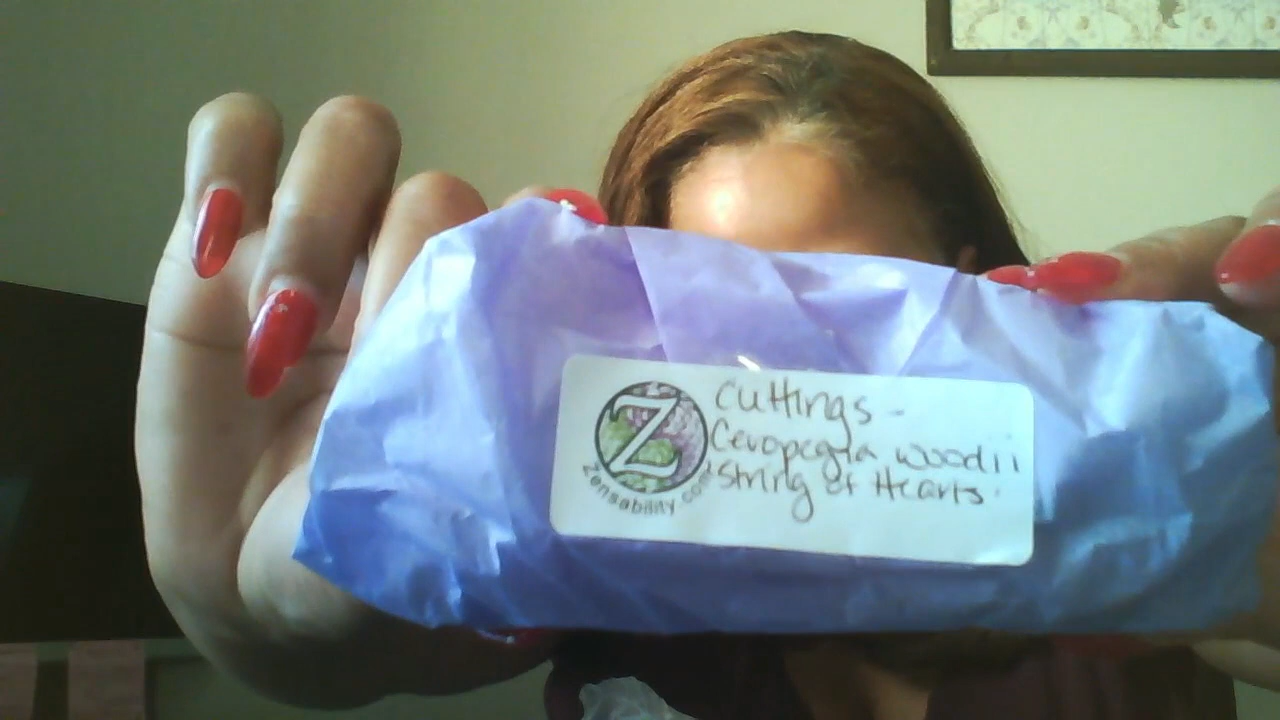 Z
zensability.com
Cuttings -
Ceropegia woodii
String of Hearts.